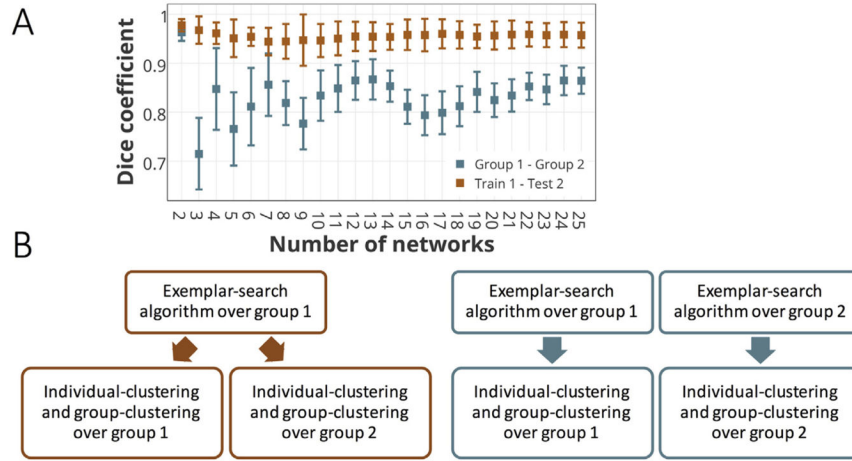 A
Dice coefficient
1
0.9
0.8
0.7
Group 1 - Group 2
Train 1 - Test 2
2 3 4 5 6 7 8 9 10 11 12 13 14 15 16 17 18 19 20 21 22 23 24 25
Number of networks
B
Exemplar-search
algorithm over group 1
Individual-clustering
and group-clustering
over group 1
Individual-clustering
and group-clustering
over group 2
Exemplar-search
algorithm over group 1
Exemplar-search
algorithm over group 2
Individual-clustering
and group-clustering
over group 1
Individual-clustering
and group-clustering
over group 2